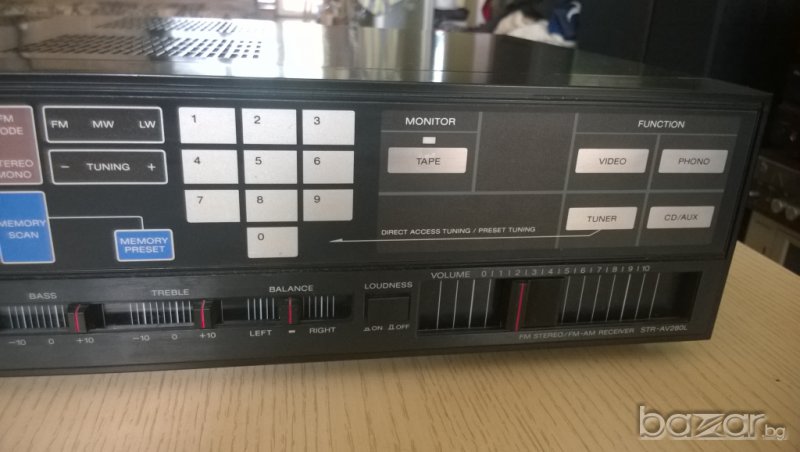 FM MODE
STEREO
MONO
FM MW LW
− TUNING +
MEMORY SCAN
MEMORY PRESET
1 2 3
4 5 6
7 8 9
0
MONITOR
TAPE
FUNCTION
VIDEO PHONO
TUNER CD/AUX
DIRECT ACCESS TUNING / PRESET TUNING
BASS
−10 0 +10
TREBLE
−10 0 +10
BALANCE
LEFT RIGHT
LOUDNESS
ON OFF
VOLUME 0 1 2 3 4 5 6 7 8 9 10
FM STEREO/FM-AM RECEIVER STR-AV280L
bazar.bg